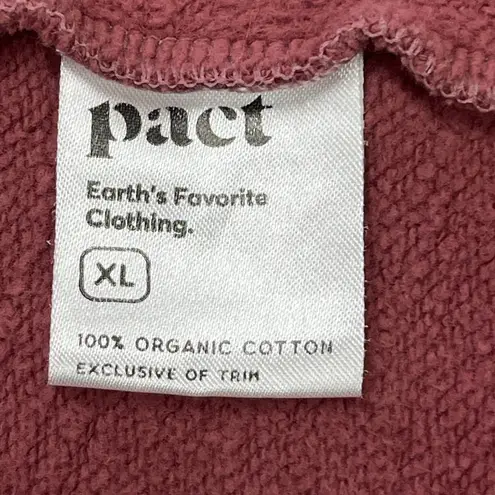 pact
Earth's Favorite
Clothing.
XL
100% ORGANIC COTTON
EXCLUSIVE OF TRIM